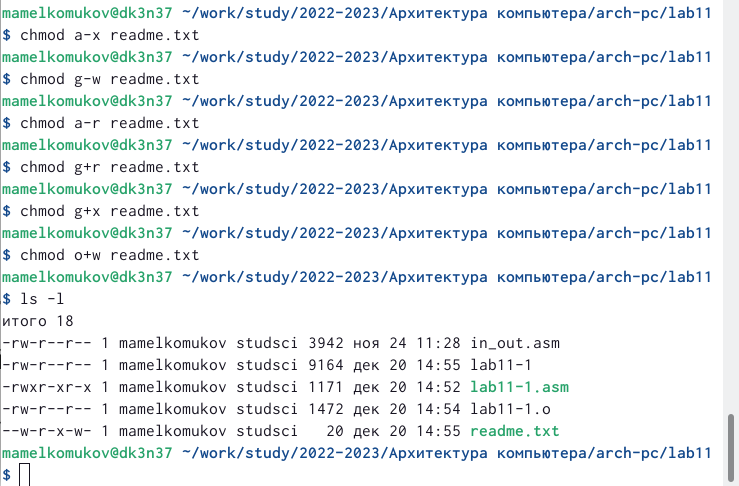 mamelkomukov@dk3n37 ~/work/study/2022-2023/Архитектура компьютера/arch-pc/lab11
$ chmod a-x readme.txt
mamelkomukov@dk3n37 ~/work/study/2022-2023/Архитектура компьютера/arch-pc/lab11
$ chmod g-w readme.txt
mamelkomukov@dk3n37 ~/work/study/2022-2023/Архитектура компьютера/arch-pc/lab11
$ chmod a-r readme.txt
mamelkomukov@dk3n37 ~/work/study/2022-2023/Архитектура компьютера/arch-pc/lab11
$ chmod g+r readme.txt
mamelkomukov@dk3n37 ~/work/study/2022-2023/Архитектура компьютера/arch-pc/lab11
$ chmod g+x readme.txt
mamelkomukov@dk3n37 ~/work/study/2022-2023/Архитектура компьютера/arch-pc/lab11
$ chmod o+w readme.txt
mamelkomukov@dk3n37 ~/work/study/2022-2023/Архитектура компьютера/arch-pc/lab11
$ ls -l
итого 18
-rw-r--r-- 1 mamelkomukov studsci 3942 ноя 24 11:28 in_out.asm
-rw-r--r-- 1 mamelkomukov studsci 9164 дек 20 14:55 lab11-1
-rwxr-xr-x 1 mamelkomukov studsci 1171 дек 20 14:52 lab11-1.asm
-rw-r--r-- 1 mamelkomukov studsci 1472 дек 20 14:54 lab11-1.o
--w-r-x-w- 1 mamelkomukov studsci   20 дек 20 14:55 readme.txt
mamelkomukov@dk3n37 ~/work/study/2022-2023/Архитектура компьютера/arch-pc/lab11
$